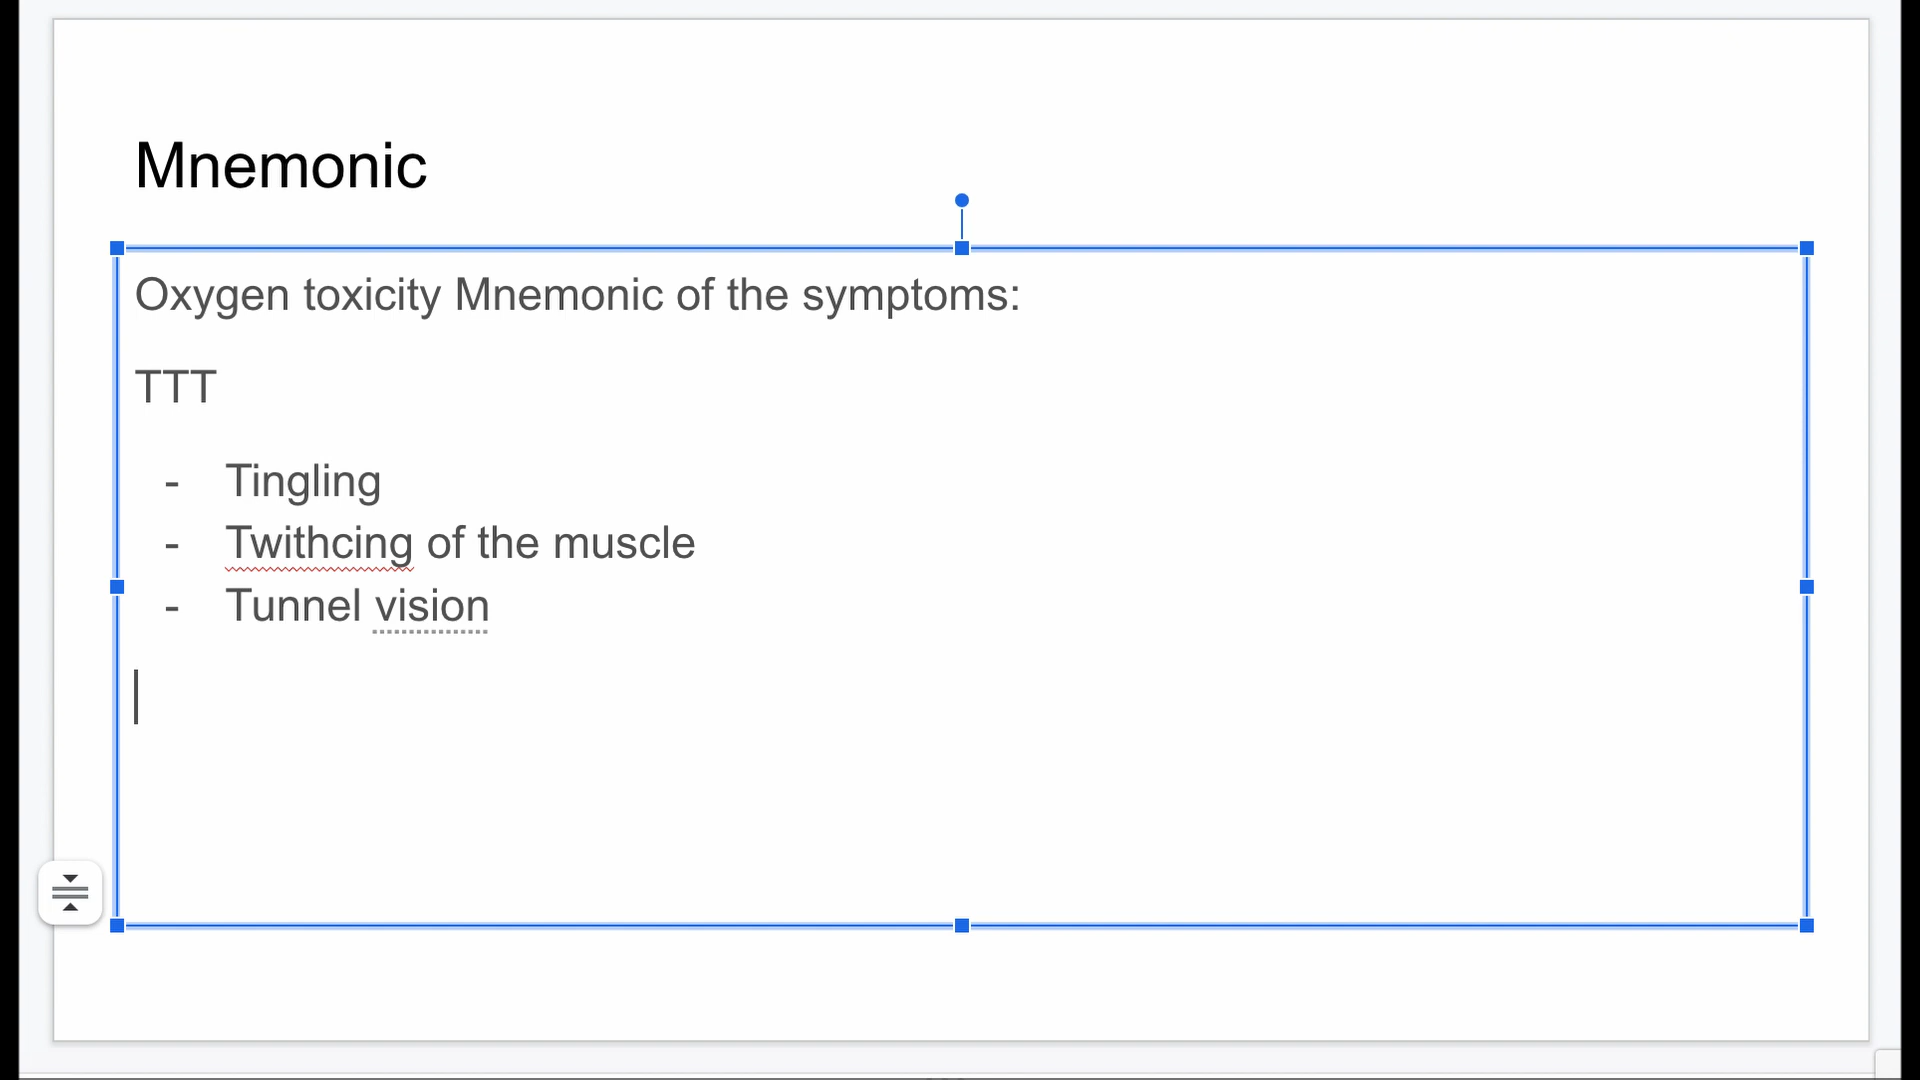 Mnemonic
Oxygen toxicity Mnemonic of the symptoms:
TTT
- Tingling
- Twithcing of the muscle
- Tunnel vision